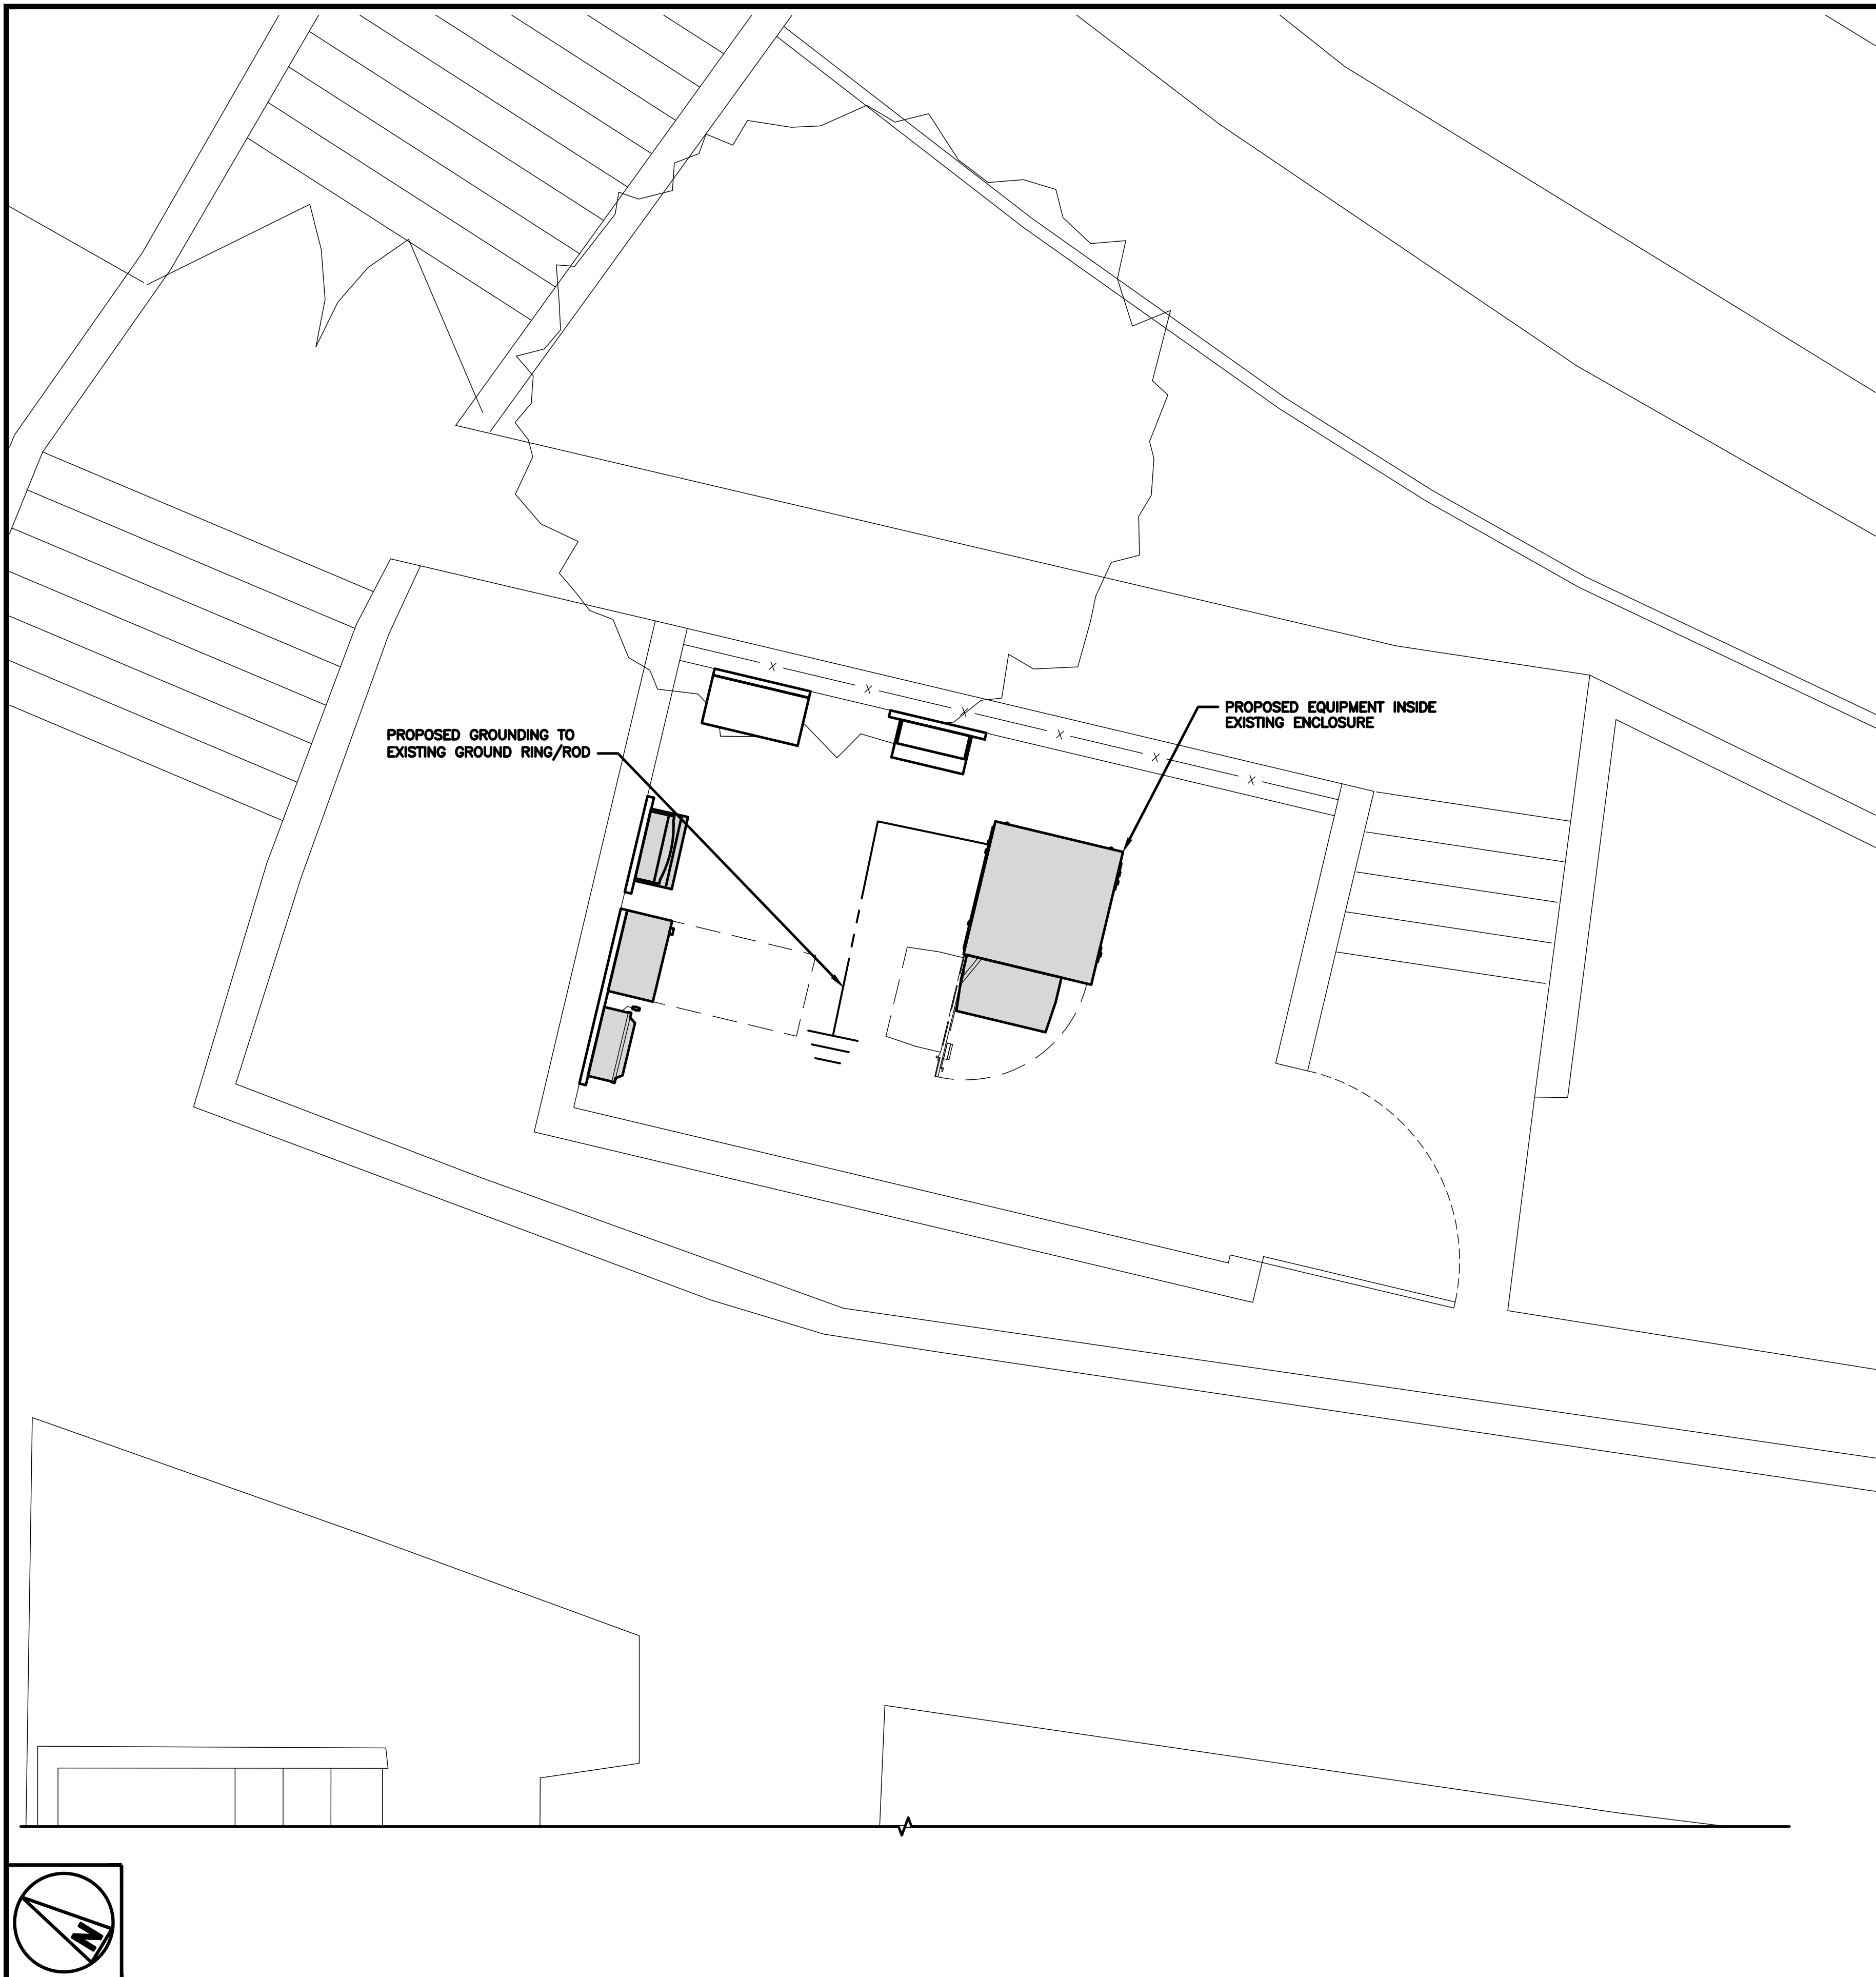 PROPOSED GROUNDING TO
EXISTING GROUND RING/ROD
PROPOSED EQUIPMENT INSIDE
EXISTING ENCLOSURE
X
X
X
X
X
X
N